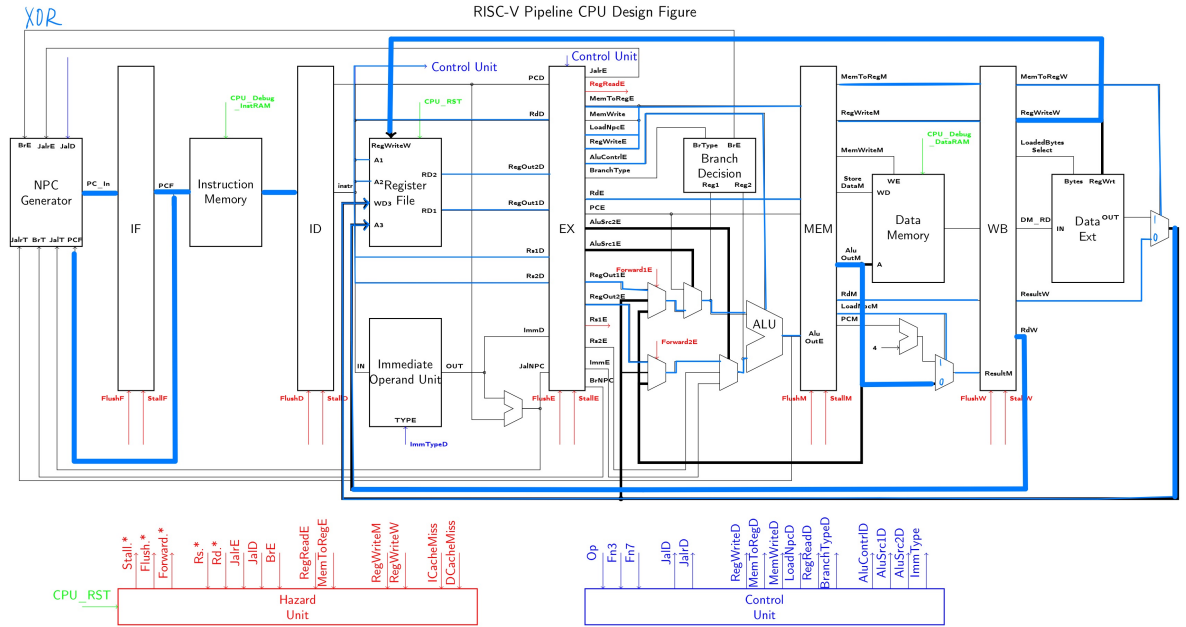 RISC-V Pipeline CPU Design Figure
XOR
Control Unit
Control Unit
BrE JalrE JalD
NPC
Generator
JalrT BrT JalT PCF
PC_In
IF
FlushF StallF
PCF
CPU_Debug
_InstRAM
Instruction
Memory
ID
FlushD StallD
PCD
RdD
instr
CPU_RST
RegWriteW
A1
A2
WD3
A3
Register
File
RD2
RD1
RegOut2D
RegOut1D
Rs1D
Rs2D
ImmD
JalNPC
IN
Immediate
Operand Unit
OUT
TYPE
ImmTypeD
EX
FlushE StallE
JalrE
RegReadE
MemToRegE
MemWrite
LoadNpcE
RegWriteE
AluContrlE
BranchType
RdE
PCE
AluSrc2E
AluSrc1E
RegOut1E
RegOut2E
Rs1E
Rs2E
ImmE
BrNPC
Forward1E
Forward2E
BrType BrE
Branch
Decision
Reg1 Reg2
ALU
Alu
OutE
MEM
FlushM StallM
MemToRegM
RegWriteM
MemWriteM
Store
DataM
Alu
OutM
RdM
LoadNpcM
PCM
4
1
0
CPU_Debug
_DataRAM
WE
WD
Data
Memory
A
ResultM
WB
FlushW StallW
MemToRegW
RegWriteW
LoadedBytes
Select
DM_RD
ResultW
RdW
Bytes RegWrt
IN
OUT
Data
Ext
1
0
Stall.*
Flush.*
Forward.*
Rs.*
Rd.*
JalrE
JalD
BrE
RegReadE
MemToRegE
RegWriteM
RegWriteW
ICacheMiss
DCacheMiss
CPU_RST
Hazard
Unit
Op
Fn3
Fn7
JalD
JalrD
RegWriteD
MemToRegD
MemWriteD
LoadNpcD
RegReadD
BranchTypeD
AluContrlD
AluSrc1D
AluSrc2D
ImmType
Control
Unit